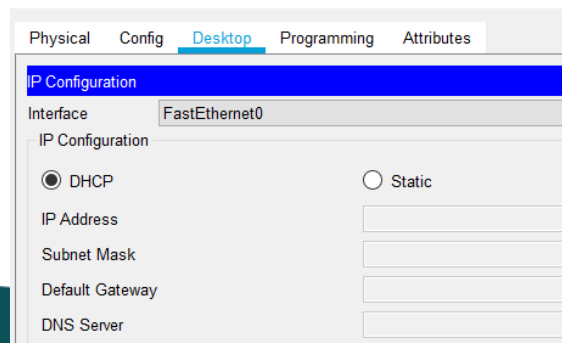 Physical Config Desktop Programming Attributes
IP Configuration
Interface FastEthernet0
IP Configuration
DHCP Static
IP Address
Subnet Mask
Default Gateway
DNS Server